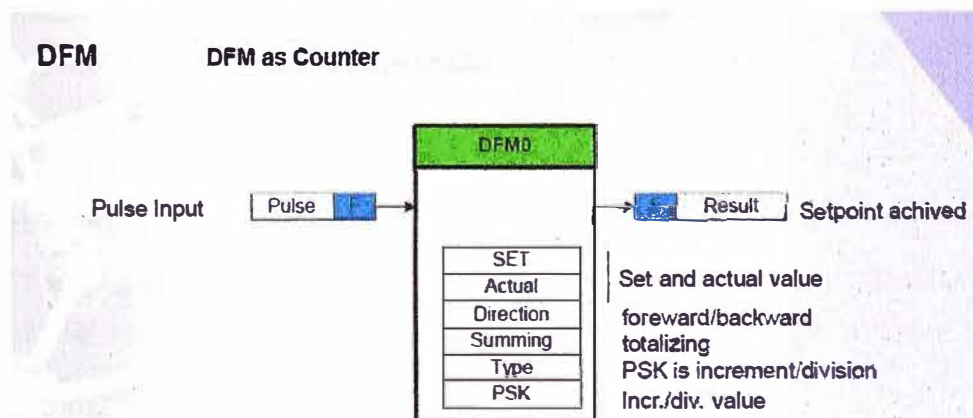 DFM DFM as Counter
DFM0
Pulse Input Pulse Result Setpoint achived
SET
Actual
Set and actual value
Direction foreward/backward
Summing totalizing
Type PSK is increment/division
PSK Incr./div. value